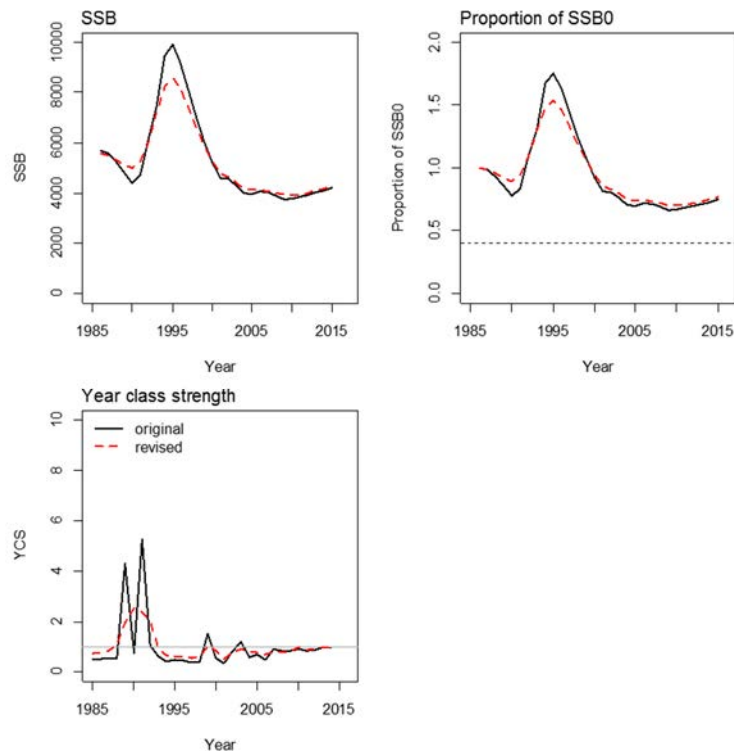 SSB
SSB
10000
8000
6000
4000
2000
0
1985 1995 2005 2015
Year
Proportion of SSB0
Proportion of SSB0
2.0
1.5
1.0
0.5
0.0
1985 1995 2005 2015
Year
Year class strength
YCS
10
8
6
4
2
0
original
revised
1985 1995 2005 2015
Year